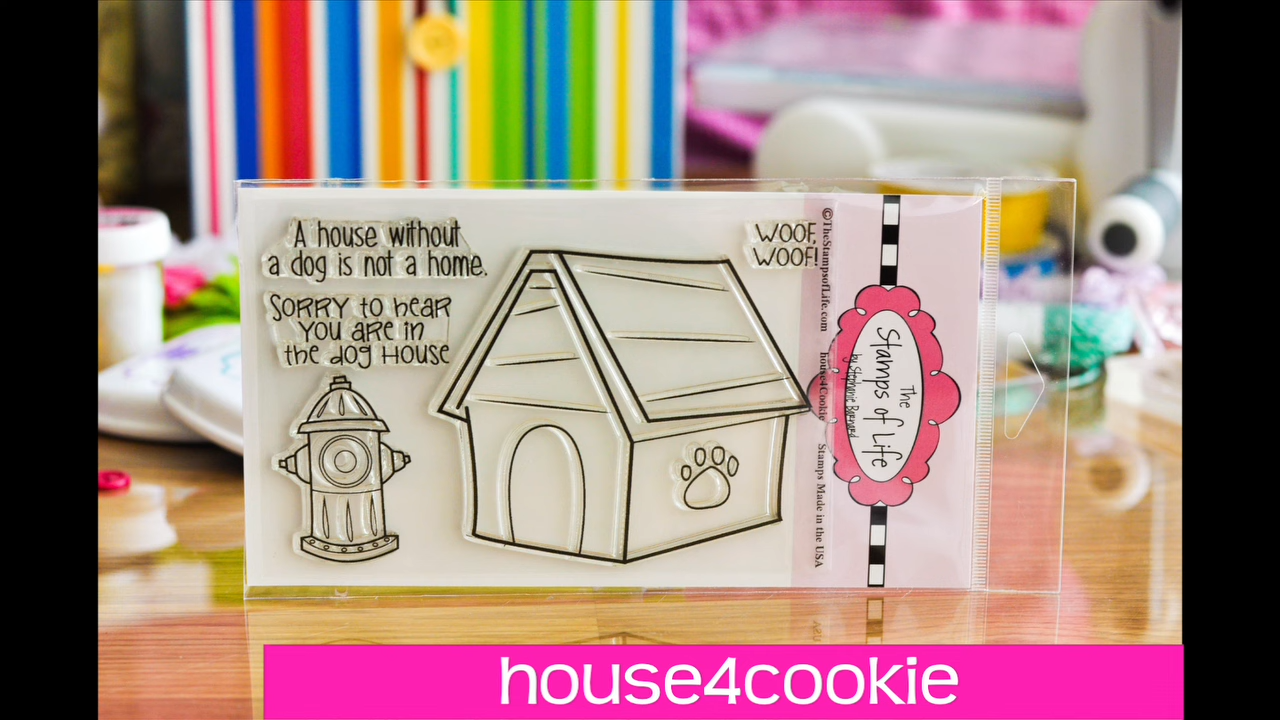 A house without
a dog is not a home.
SORRY to hear
YOU ARE in
the dog House
WOOF,
WOOF!
©TheStampsofLife.com house4Cookie Stamps Made in the USA
The
Stamps of Life
by Stephanie Barnard
house4cookie